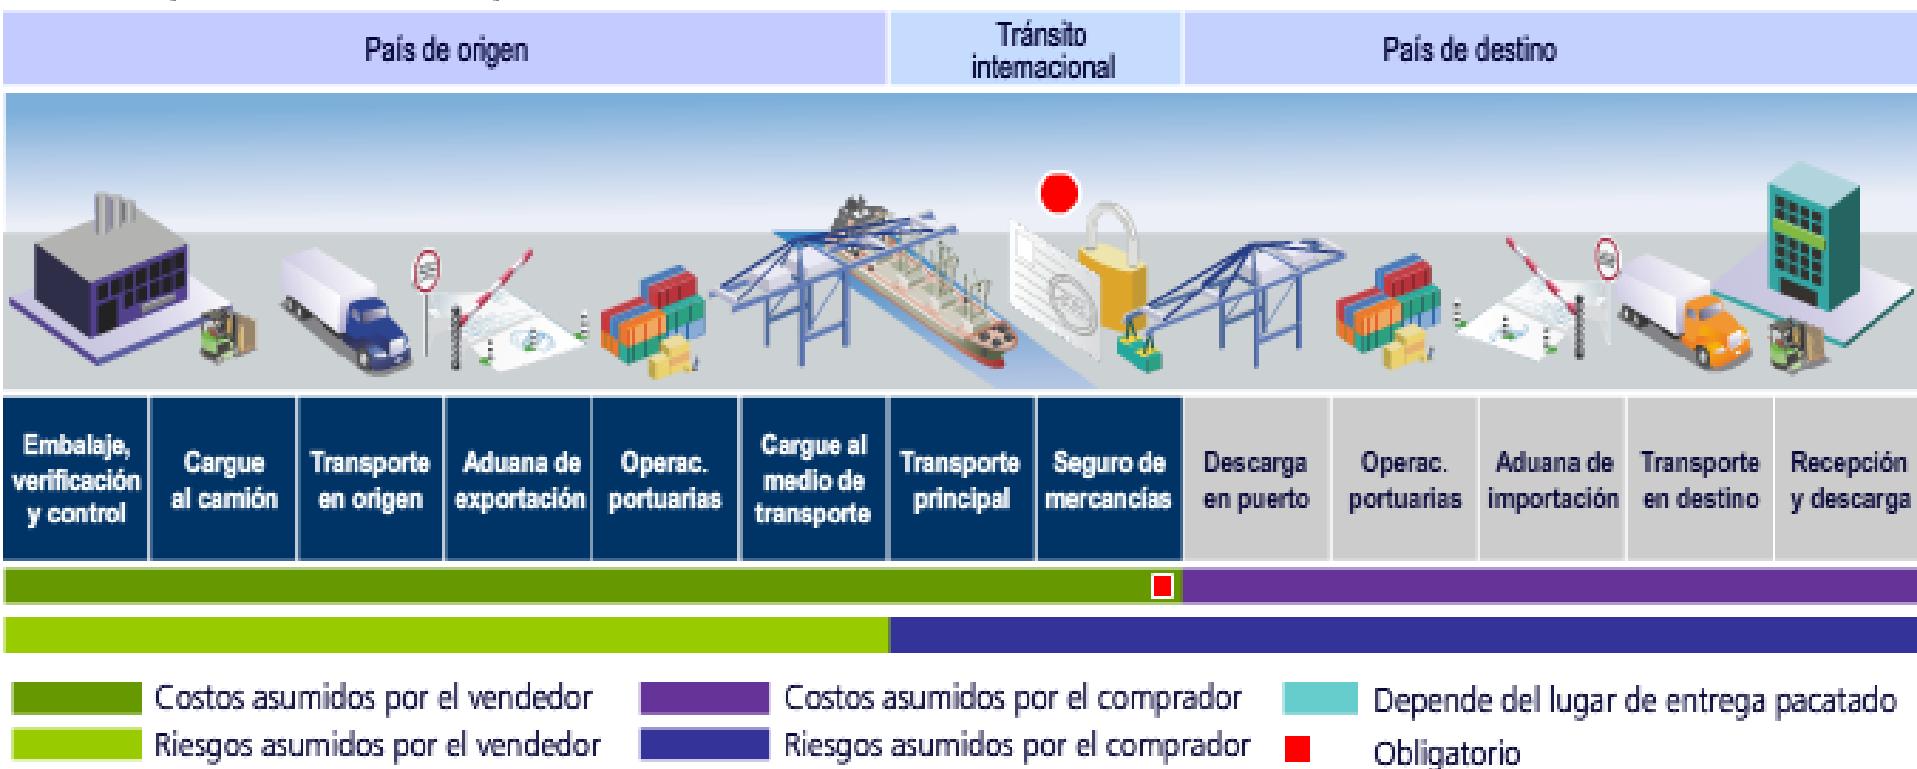 País de origen
Tránsito
internacional
País de destino
Embalaje,
verificación
y control
Cargue
al camión
Transporte
en origen
Aduana de
exportación
Operac.
portuarias
Cargue al
medio de
transporte
Transporte
principal
Seguro de
mercancías
Descarga
en puerto
Operac.
portuarias
Aduana de
importación
Transporte
en destino
Recepción
y descarga
Costos asumidos por el vendedor
Costos asumidos por el comprador
Depende del lugar de entrega pacatado
Riesgos asumidos por el vendedor
Riesgos asumidos por el comprador
Obligatorio